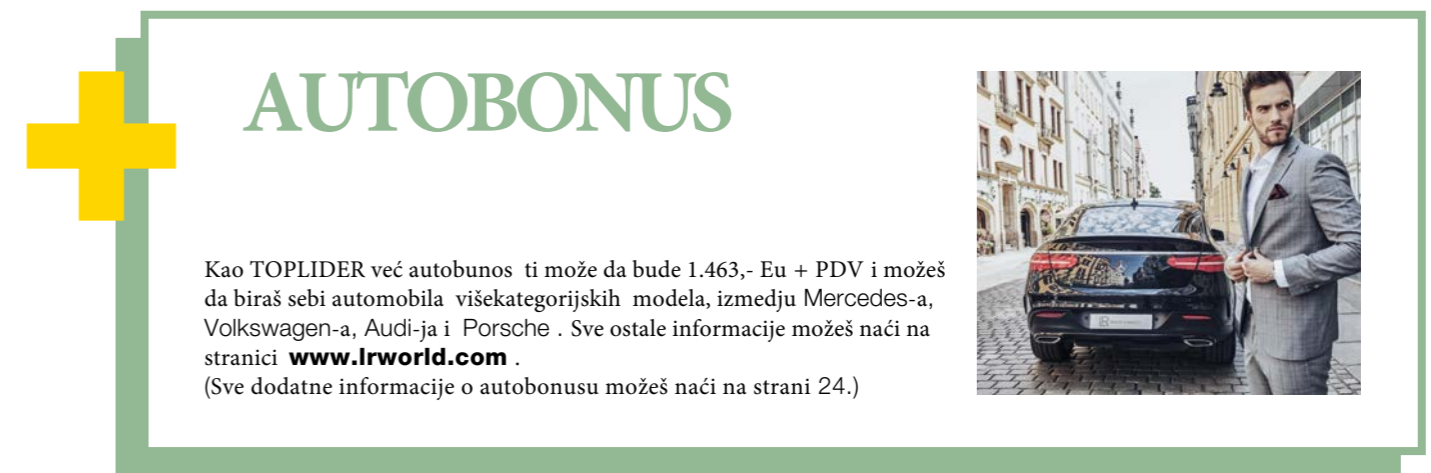 AUTOBONUS
Kao TOPLIDER već autobunos ti može da bude 1.463,- Eu + PDV i možeš
da biraš sebi automobila višekategorijskih modela, izmedju Mercedes-a,
Volkswagen-a, Audi-ja i Porsche . Sve ostale informacije možeš naći na
stranici www.lrworld.com .
(Sve dodatne informacije o autobonusu možeš naći na strani 24.)
LR